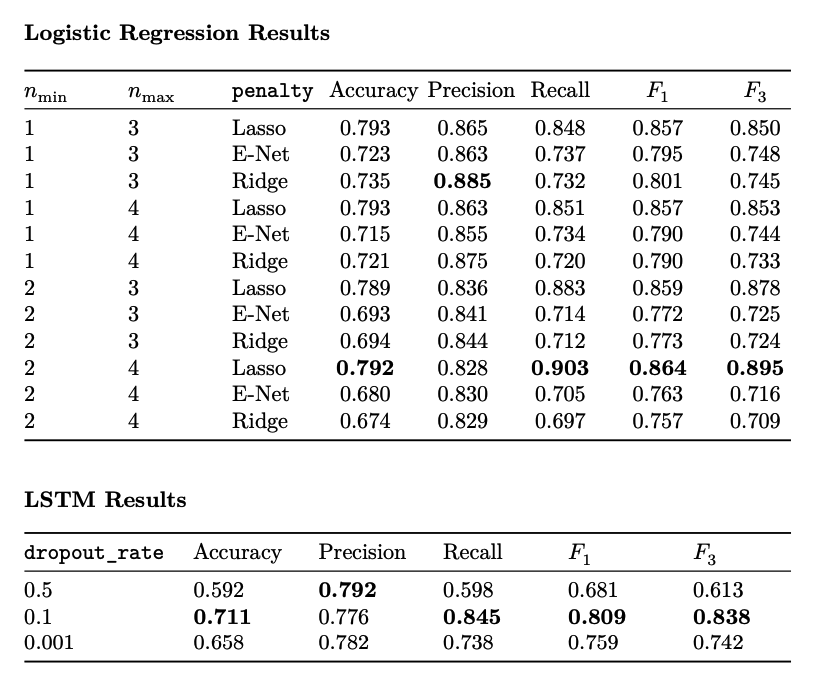 Logistic Regression Results
n_min n_max penalty Accuracy Precision Recall F_1 F_3
1 3 Lasso 0.793 0.865 0.848 0.857 0.850
1 3 E-Net 0.723 0.863 0.737 0.795 0.748
1 3 Ridge 0.735 0.885 0.732 0.801 0.745
1 4 Lasso 0.793 0.863 0.851 0.857 0.853
1 4 E-Net 0.715 0.855 0.734 0.790 0.744
1 4 Ridge 0.721 0.875 0.720 0.790 0.733
2 3 Lasso 0.789 0.836 0.883 0.859 0.878
2 3 E-Net 0.693 0.841 0.714 0.772 0.725
2 3 Ridge 0.694 0.844 0.712 0.773 0.724
2 4 Lasso 0.792 0.828 0.903 0.864 0.895
2 4 E-Net 0.680 0.830 0.705 0.763 0.716
2 4 Ridge 0.674 0.829 0.697 0.757 0.709
LSTM Results
dropout_rate Accuracy Precision Recall F_1 F_3
0.5 0.592 0.792 0.598 0.681 0.613
0.1 0.711 0.776 0.845 0.809 0.838
0.001 0.658 0.782 0.738 0.759 0.742